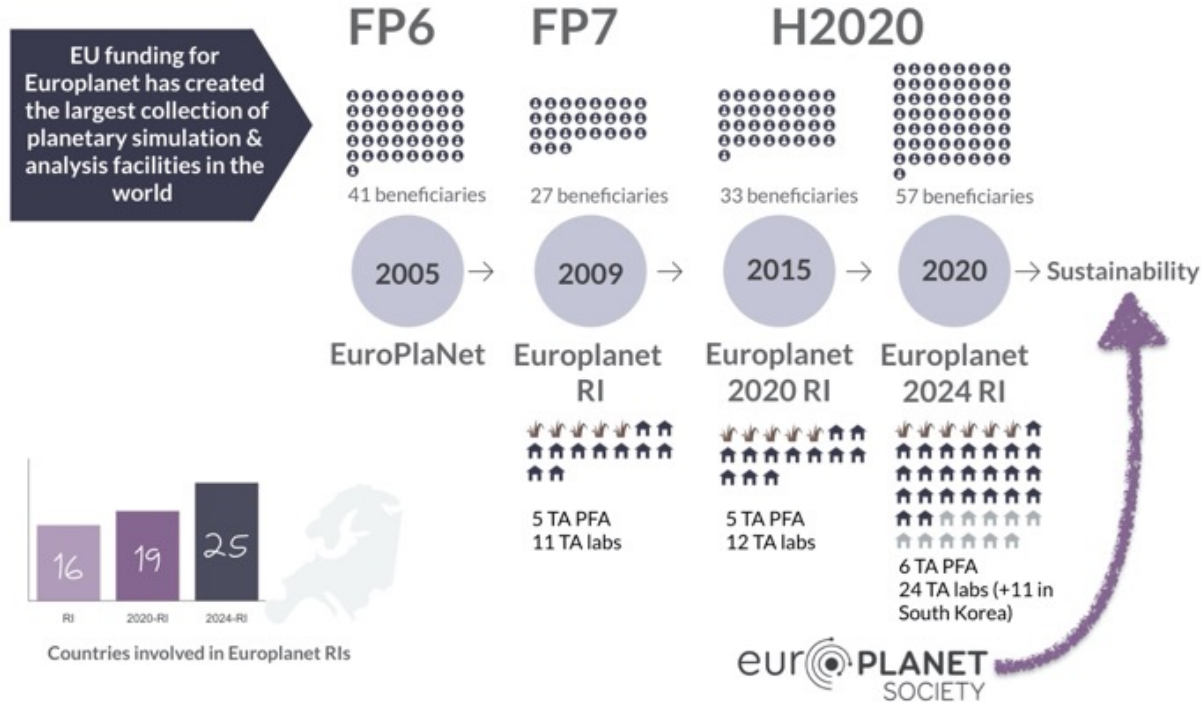 EU funding for
Europlanet has created
the largest collection of
planetary simulation &
analysis facilities in the
world
FP6
FP7
H2020
41 beneficiaries
27 beneficiaries
33 beneficiaries
57 beneficiaries
2005
2009
2015
2020
Sustainability
EuroPlaNet
Europlanet
RI
Europlanet
2020 RI
Europlanet
2024 RI
5 TA PFA
11 TA labs
5 TA PFA
12 TA labs
6 TA PFA
24 TA labs (+11 in
South Korea)
16
19
25
RI
2020-RI
2024-RI
Countries involved in Europlanet RIs
europlanet
SOCIETY